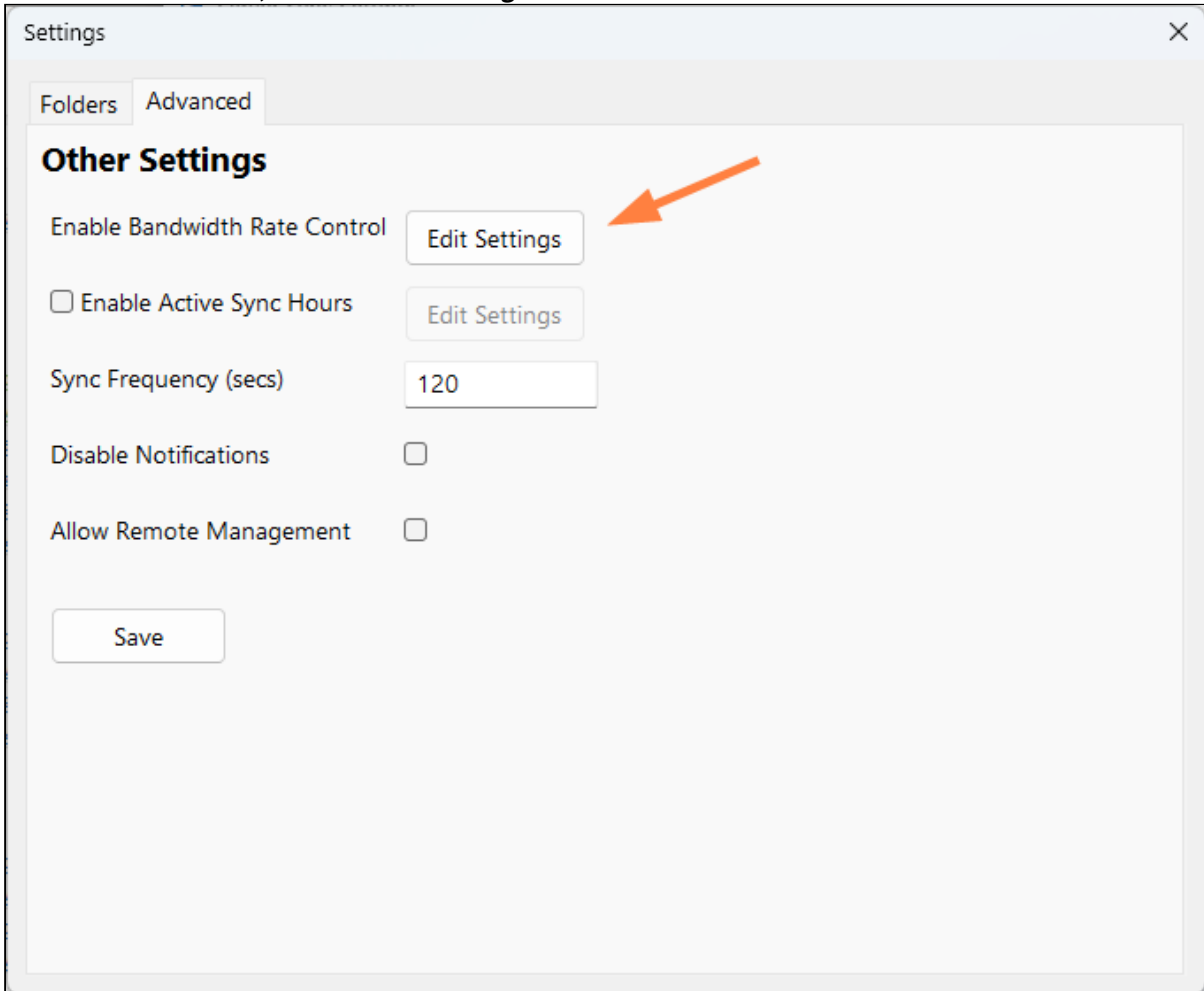 Settings
Folders Advanced
Other Settings
Enable Bandwidth Rate Control Edit Settings
Enable Active Sync Hours Edit Settings
Sync Frequency (secs) 120
Disable Notifications
Allow Remote Management
Save